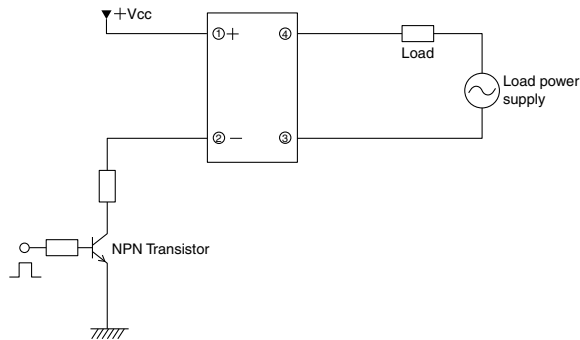 +Vcc
① +
④
Load
Load power
supply
② −
③
NPN Transistor